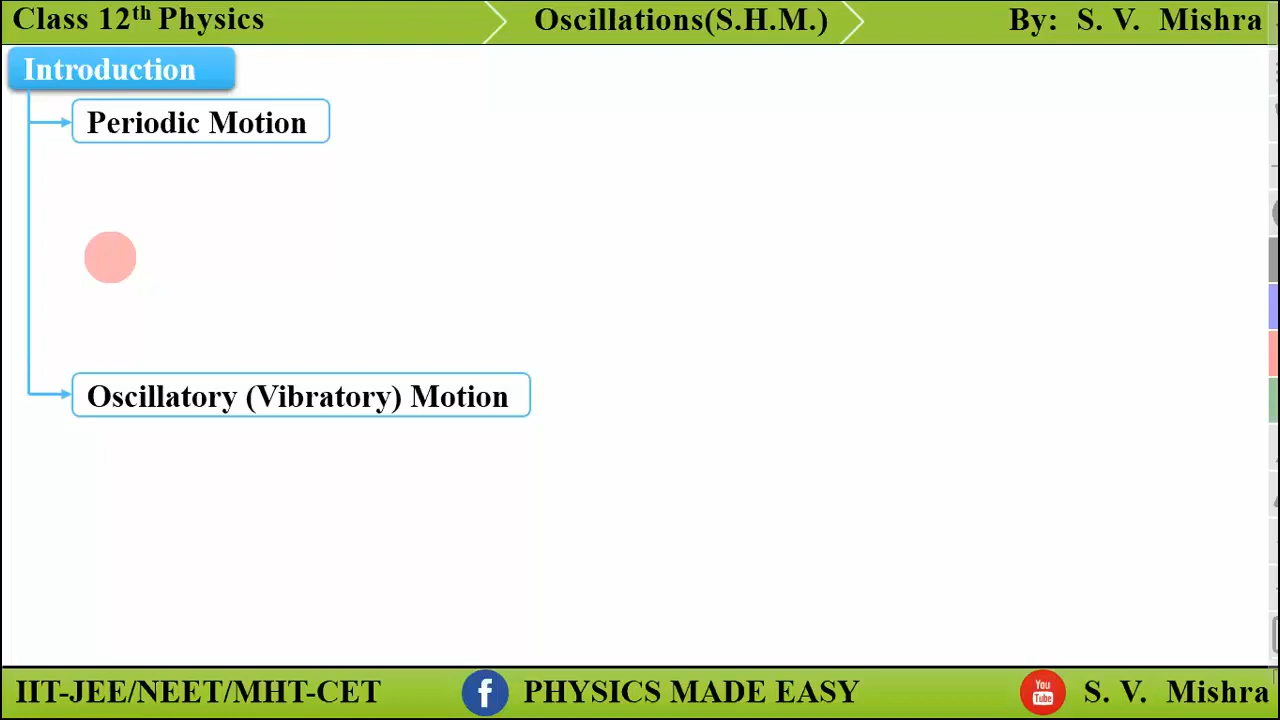 Class 12th Physics
Oscillations(S.H.M.)
By: S. V. Mishra
Introduction
Periodic Motion
Oscillatory (Vibratory) Motion
IIT-JEE/NEET/MHT-CET
f
PHYSICS MADE EASY
You
Tube
S. V. Mishra